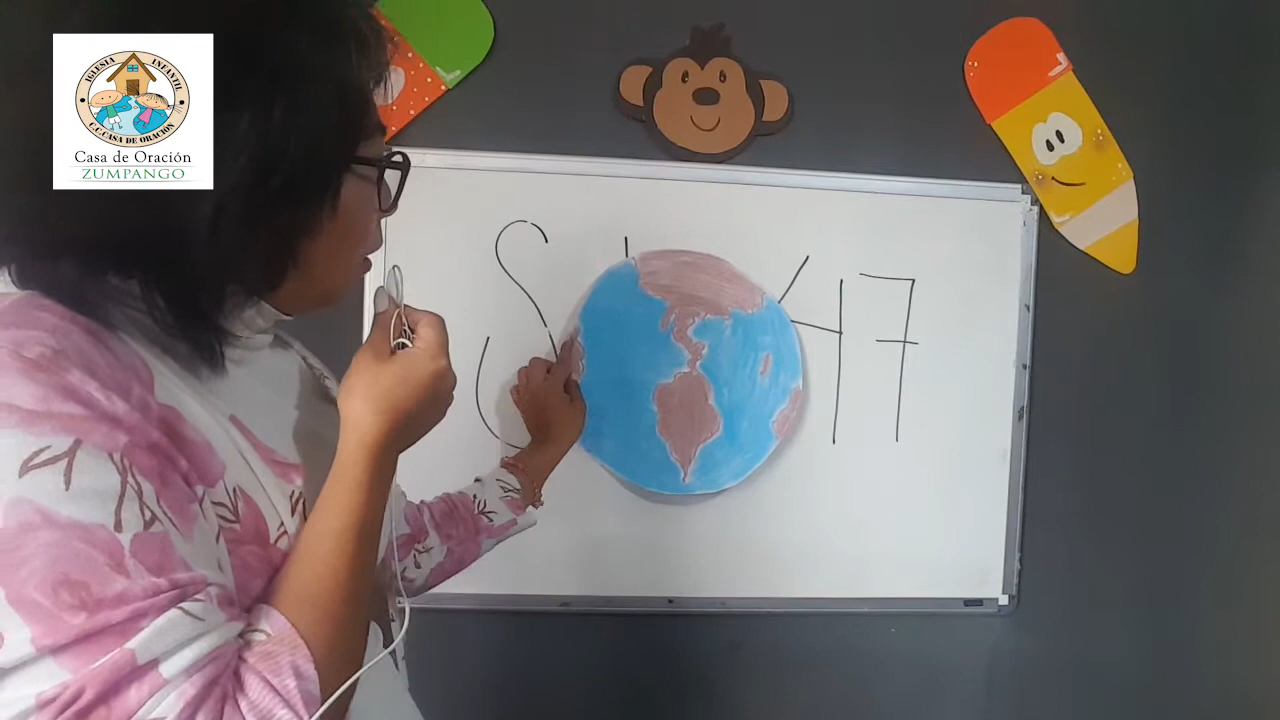 IGLESIA INFANTIL
C.C.CASA DE ORACIÓN
Casa de Oración
ZUMPANGO
S 47